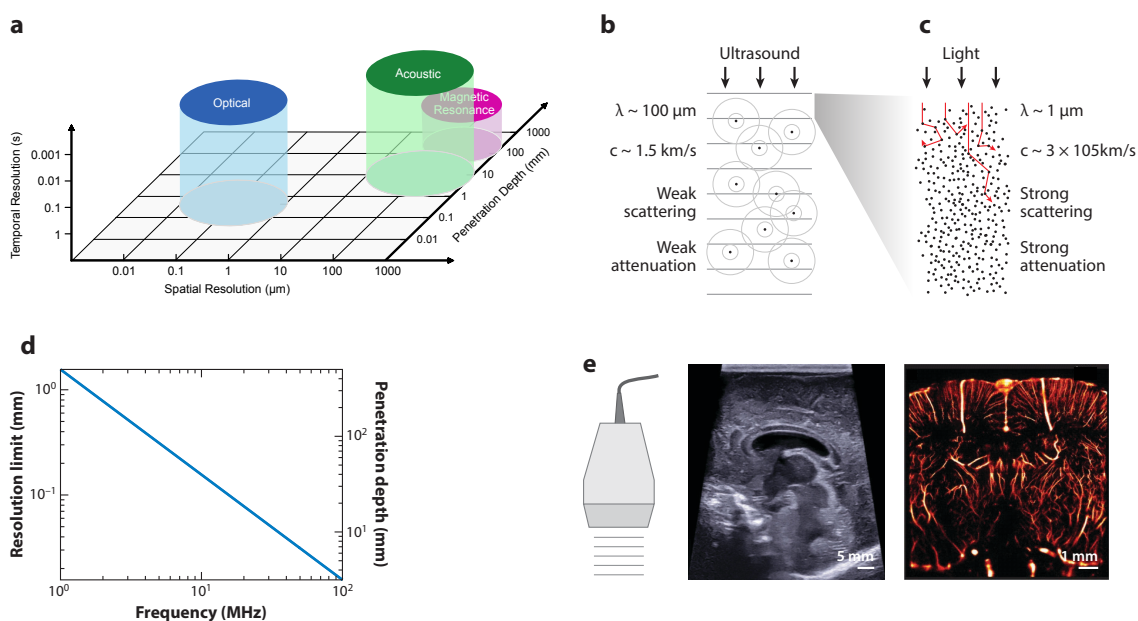 a
Optical
Acoustic
Magnetic
Resonance
Temporal Resolution (s)
0.001
0.01
0.1
1
0.01
0.1
1
10
100
1000
Spatial Resolution (µm)
0.01
0.1
1
10
100
1000
Penetration Depth (mm)
b
Ultrasound
λ ~ 100 µm
c ~ 1.5 km/s
Weak
scattering
Weak
attenuation
c
Light
λ ~ 1 µm
c ~ 3 × 105km/s
Strong
scattering
Strong
attenuation
d
Resolution limit (mm)
10⁰
10⁻¹
Penetration depth (mm)
10²
10¹
10⁰
10¹
10²
Frequency (MHz)
e
5 mm
1 mm